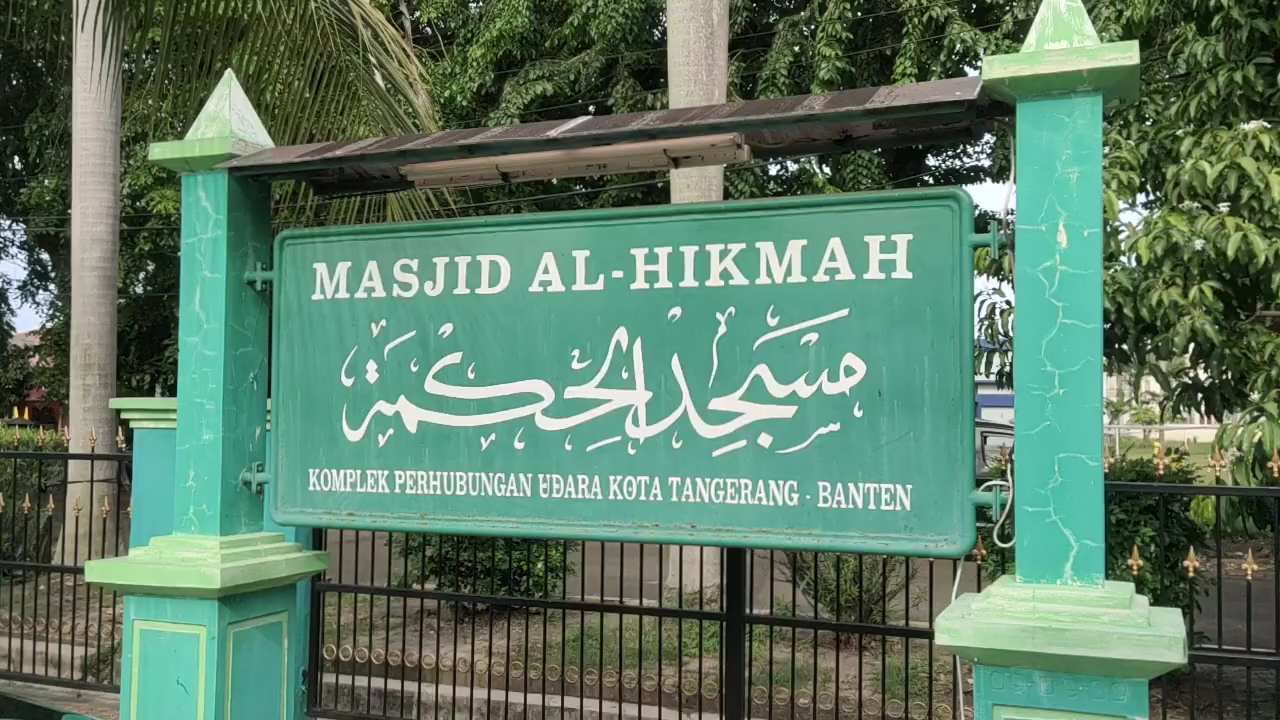 MASJID AL-HIKMAH
مسجد الحكمة
KOMPLEK PERHUBUNGAN UDARA KOTA TANGERANG - BANTEN